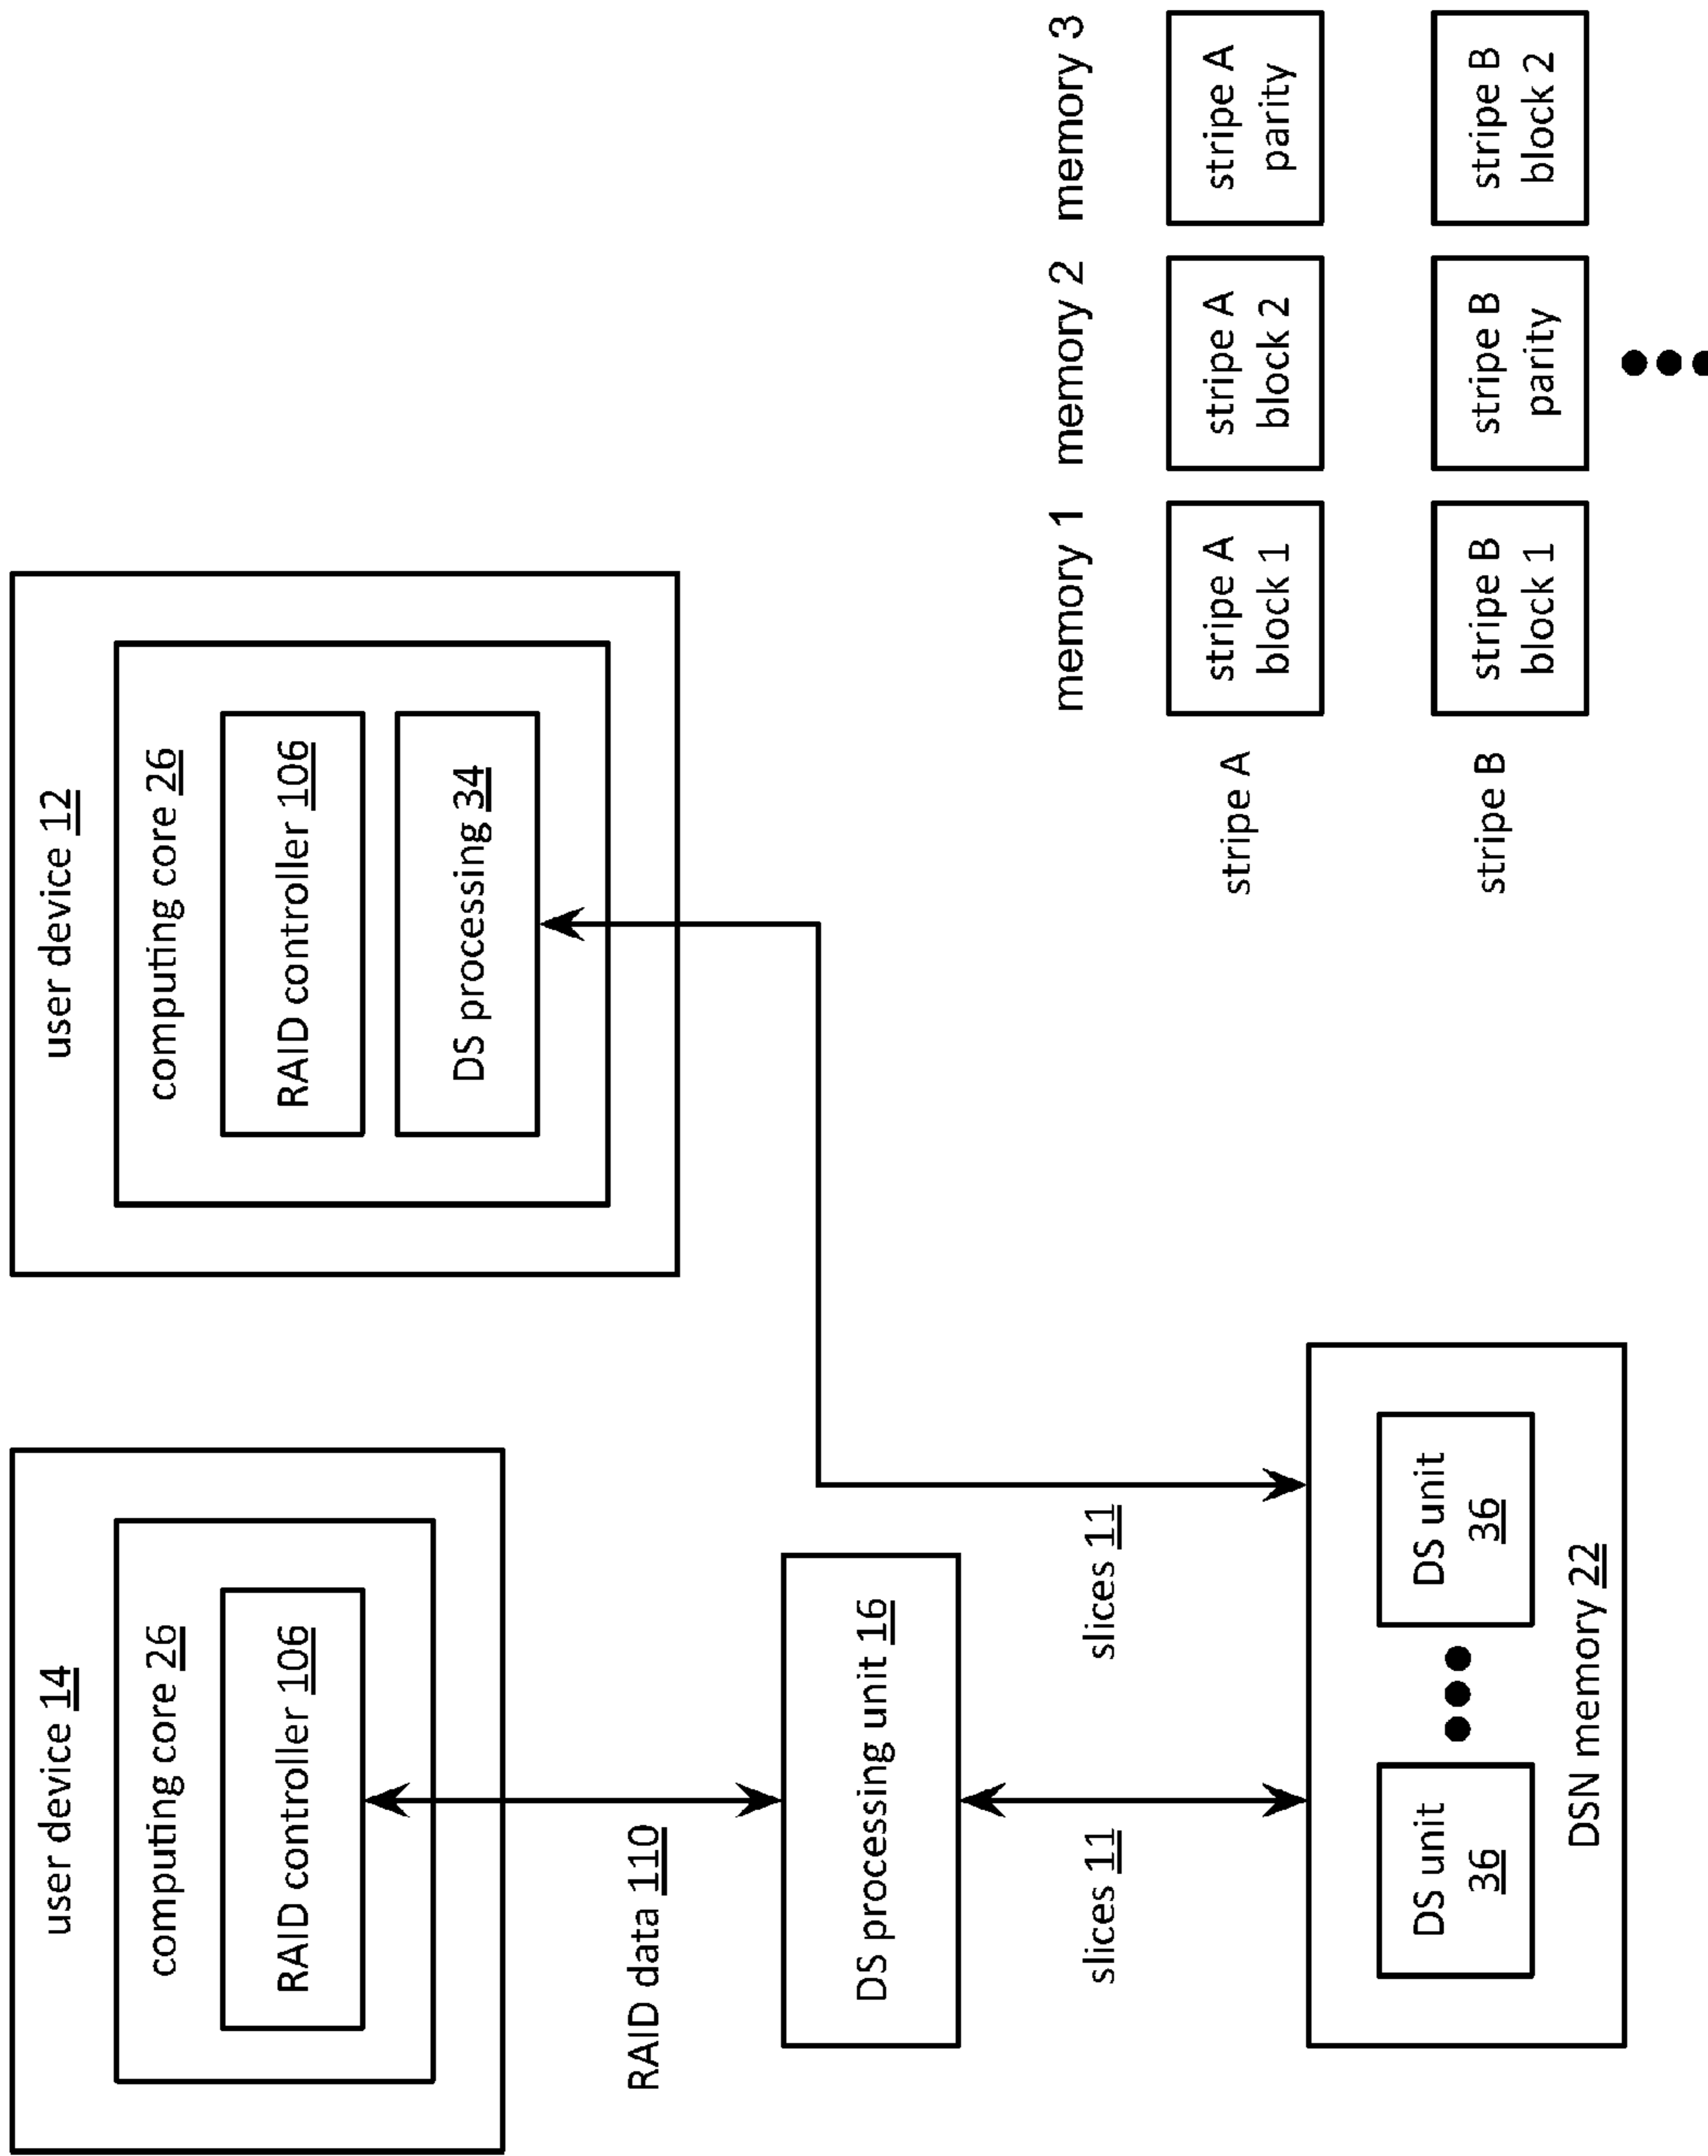 user device 14
computing core 26
RAID controller 106
RAID data 110
DS processing unit 16
slices 11
slices 11
DS unit
36
DS unit
36
DSN memory 22
user device 12
computing core 26
RAID controller 106
DS processing 34
memory 1
memory 2
memory 3
stripe A
stripe A
block 1
stripe A
block 2
stripe A
parity
stripe B
stripe B
block 1
stripe B
parity
stripe B
block 2